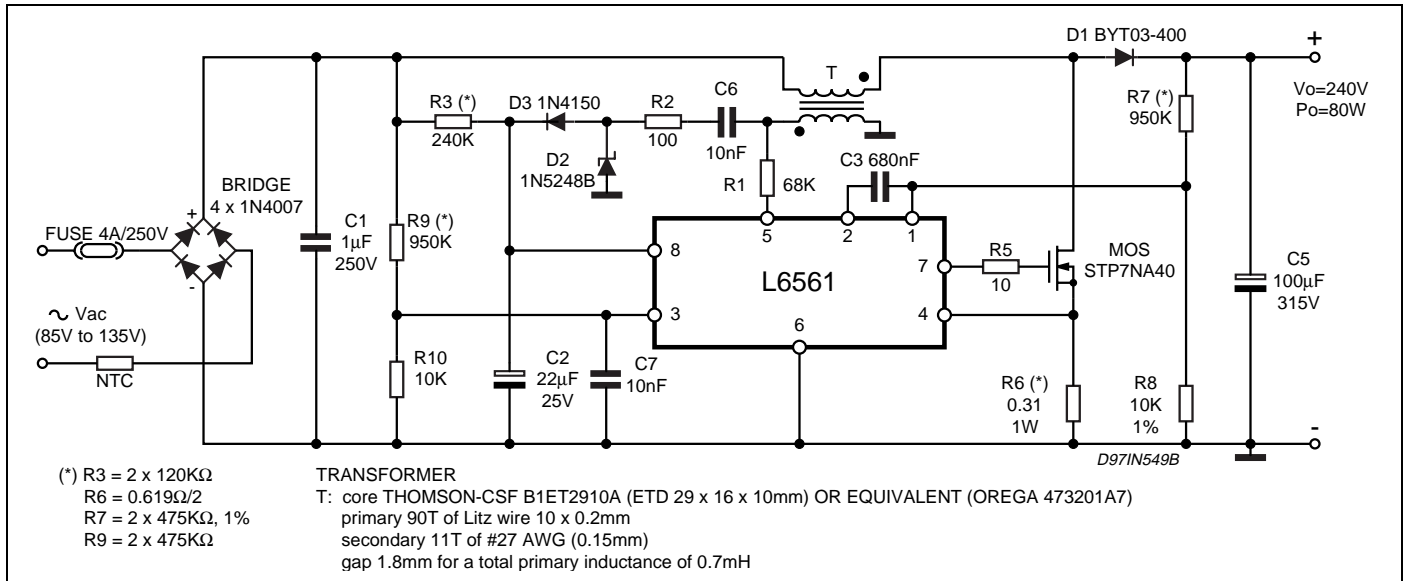 D1 BYT03-400
+
T
Vo=240V
Po=80W
R3 (*)
240K
D3 1N4150
R2
100
C6
10nF
R7 (*)
950K
D2
1N5248B
C3 680nF
R1
68K
BRIDGE
4 x 1N4007
+
-
FUSE 4A/250V
C1
1µF
250V
R9 (*)
950K
5
2
1
8
3
L6561
7
4
6
R5
10
MOS
STP7NA40
C5
100µF
315V
~ Vac
(85V to 135V)
NTC
R10
10K
C2
22µF
25V
C7
10nF
R6 (*)
0.31
1W
R8
10K
1%
-
D97IN549B
(*) R3 = 2 x 120KΩ
R6 = 0.619Ω/2
R7 = 2 x 475KΩ, 1%
R9 = 2 x 475KΩ
TRANSFORMER
T: core THOMSON-CSF B1ET2910A (ETD 29 x 16 x 10mm) OR EQUIVALENT (OREGA 473201A7)
primary 90T of Litz wire 10 x 0.2mm
secondary 11T of #27 AWG (0.15mm)
gap 1.8mm for a total primary inductance of 0.7mH